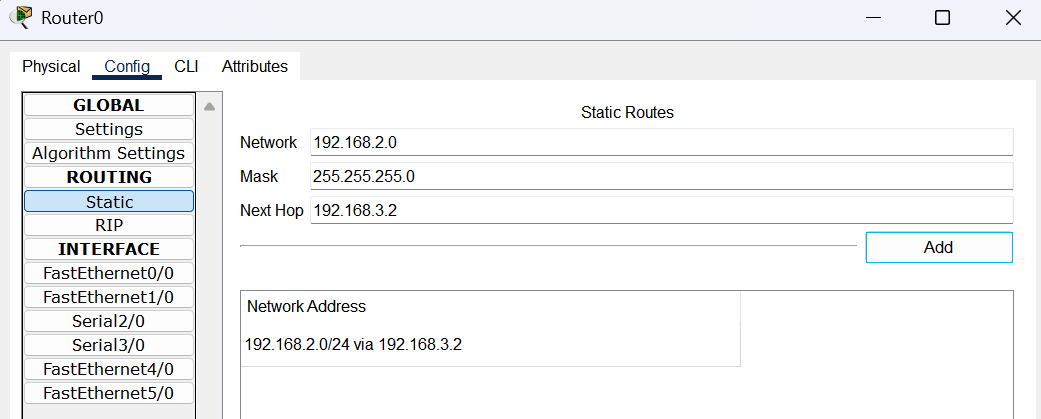 Router0
Physical Config CLI Attributes
GLOBAL
Settings
Algorithm Settings
ROUTING
Static
RIP
INTERFACE
FastEthernet0/0
FastEthernet1/0
Serial2/0
Serial3/0
FastEthernet4/0
FastEthernet5/0
Static Routes
Network 192.168.2.0
Mask 255.255.255.0
Next Hop 192.168.3.2
Add
Network Address
192.168.2.0/24 via 192.168.3.2